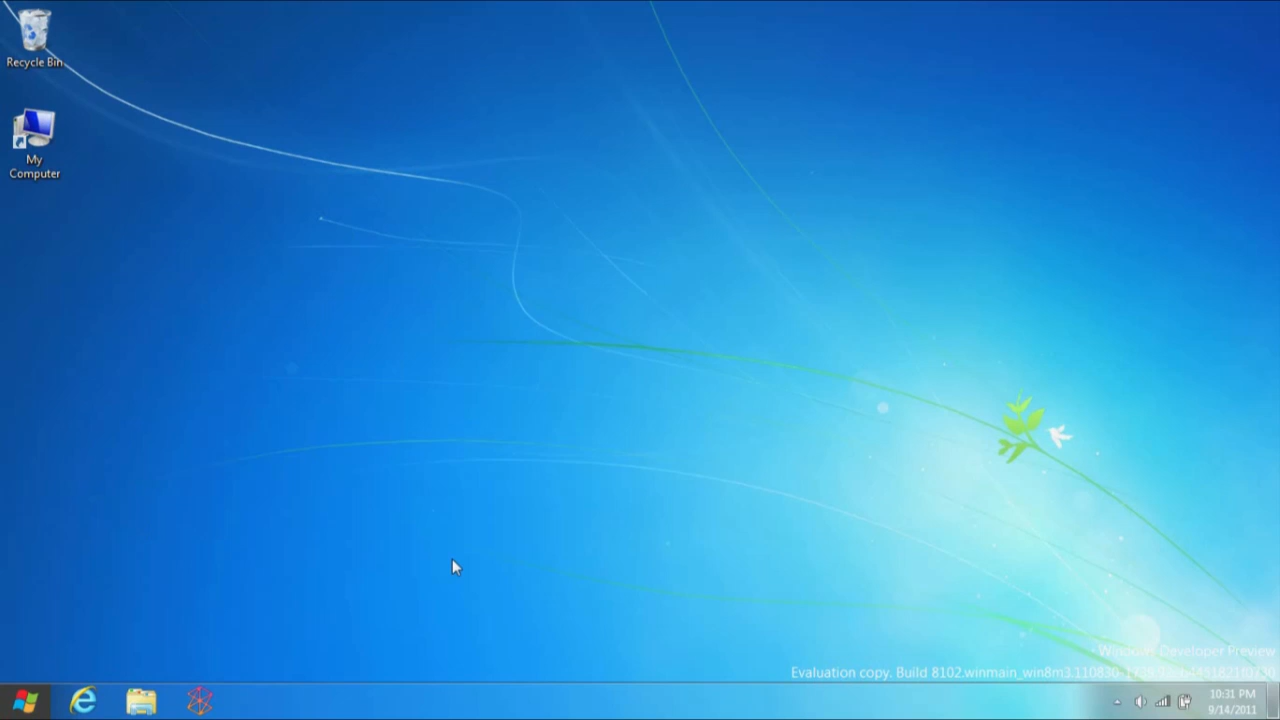 Recycle Bin
My
Computer
Windows Developer Preview
Evaluation copy. Build 8102.winmain_win8m3.110830-
10:31 PM
9/14/2011